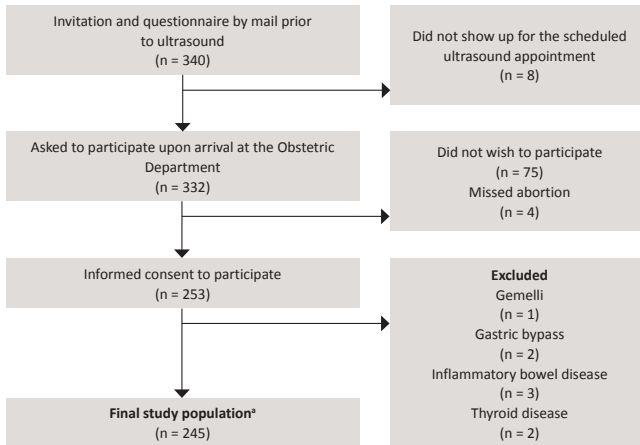 Invitation and questionnaire by mail prior
to ultrasound
(n = 340)
Did not show up for the scheduled
ultrasound appointment
(n = 8)
Asked to participate upon arrival at the Obstetric
Department
(n = 332)
Did not wish to participate
(n = 75)
Missed abortion
(n = 4)
Informed consent to participate
(n = 253)
Excluded
Gemelli
(n = 1)
Gastric bypass
(n = 2)
Inflammatory bowel disease
(n = 3)
Thyroid disease
(n = 2)
Final study populationᵃ
(n = 245)